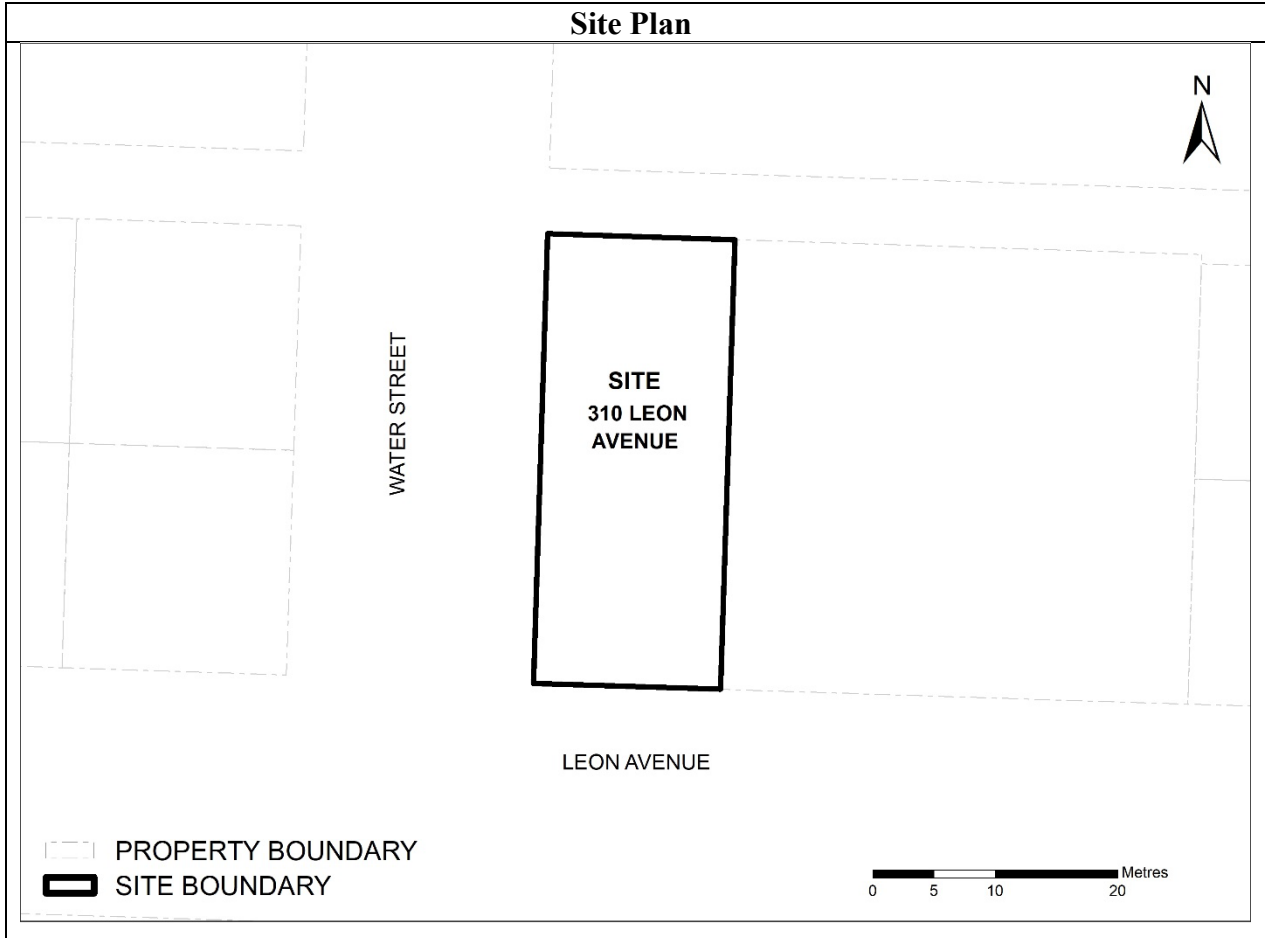 Site Plan
N
WATER STREET
SITE
310 LEON
AVENUE
LEON AVENUE
PROPERTY BOUNDARY
SITE BOUNDARY
Metres
0 5 10 20